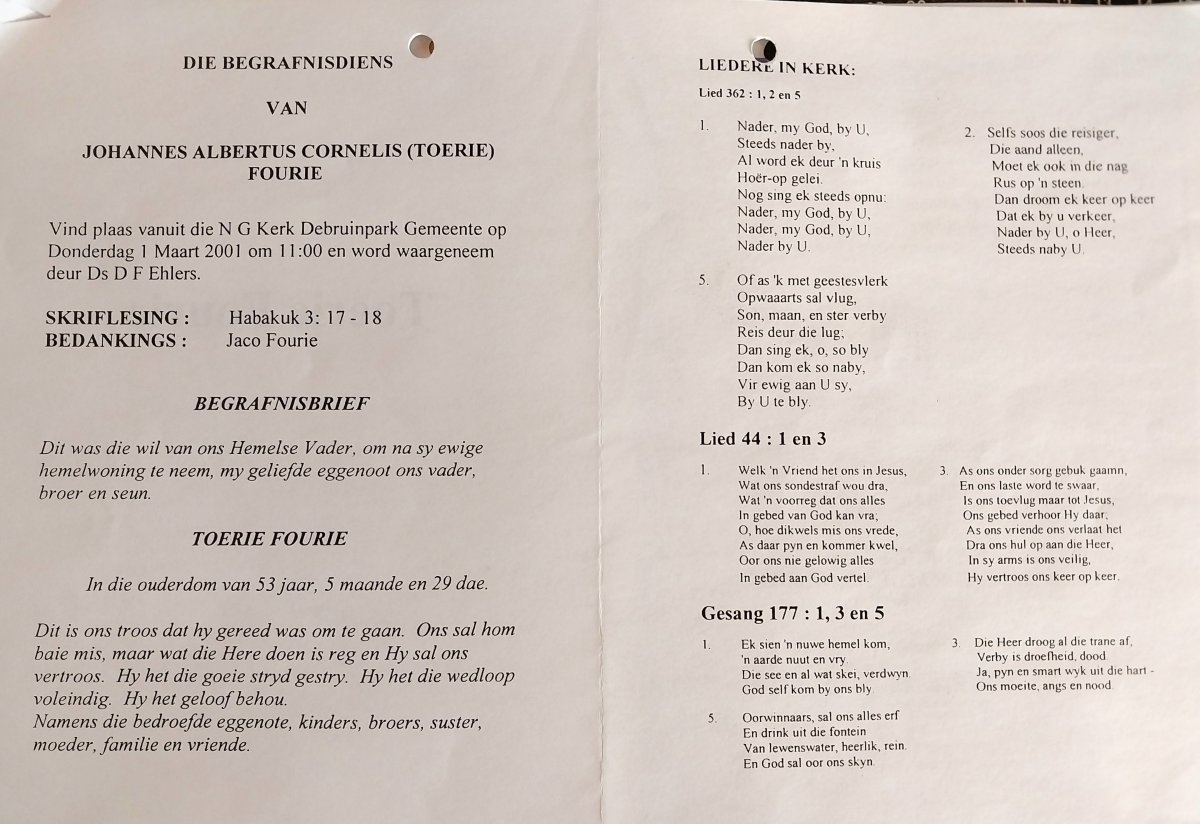 DIE BEGRAFNISDIENS
VAN
JOHANNES ALBERTUS CORNELIS (TOERIE)
FOURIE
Vind plaas vanuit die N G Kerk Debruinpark Gemeente op
Donderdag 1 Maart 2001 om 11:00 en word waargeneem
deur Ds D F Ehlers.
SKRIFLESING : Habakuk 3: 17 - 18
BEDANKINGS : Jaco Fourie
BEGRAFNISBRIEF
Dit was die wil van ons Hemelse Vader, om na sy ewige
hemelwoning te neem, my geliefde eggenoot ons vader,
broer en seun.
TOERIE FOURIE
In die ouderdom van 53 jaar, 5 maande en 29 dae.
Dit is ons troos dat hy gereed was om te gaan. Ons sal hom
baie mis, maar wat die Here doen is reg en Hy sal ons
vertroos. Hy het die goeie stryd gestry. Hy het die wedloop
voleindig. Hy het geloof behou.
Namens die bedroefde eggenote, kinders, broers, suster,
moeder, familie en vriende.
LIEDERE IN KERK:
Lied 362 : 1, 2 en 5
1. Nader, my God, by U,
Steeds nader by,
Al word ek deur 'n kruis
Hoër-op gelei.
Nog sing ek steeds opnu:
Nader, my God, by U,
Nader, my God, by U,
Nader by U.
2. Selfs soos die reisiger,
Die aand alleen,
Moet ek ook in die nag
Rus op 'n steen.
Dan droom ek keer op keer
Dat ek by u verkeer,
Nader by U, o Heer,
Steeds naby U.
5. Of as 'k met geestesvlerk
Opwaaarts sal vlug,
Son, maan, en ster verby
Reis deur die lug;
Dan sing ek, o, so bly
Dan kom ek so naby,
Vir ewig aan U sy,
By U te bly.
Lied 44 : 1 en 3
1. Welk 'n Vriend het ons in Jesus,
Wat ons sondestraf wou dra,
Wat 'n voorreg dat ons alles
In gebed van God kan vra;
O, hoe dikwels mis ons vrede,
As daar pyn en kommer kwel,
Oor ons nie gelowig alles
In gebed aan God vertel.
3. As ons onder sorg gebuk gaamn,
En ons laste word te swaar,
Is ons toevlug maar tot Jesus,
Ons gebed verhoor Hy daar;
As ons vriende ons verlaat het
Dra ons hul op aan die Heer,
In sy arms is ons veilig,
Hy vertroos ons keer op keer.
Gesang 177 : 1, 3 en 5
1. Ek sien 'n nuwe hemel kom,
'n aarde nuut en vry.
Die see en al wat skei, verdwyn.
God self kom by ons bly.
3. Die Heer droog al die trane af,
Verby is droefheid, dood.
Ja, pyn en smart wyk uit die hart -
Ons moeite, angs en nood.
5. Oorwinnaars, sal ons alles erf
En drink uit die fontein
Van lewenswater, heerlik, rein.
En God sal oor ons skyn.